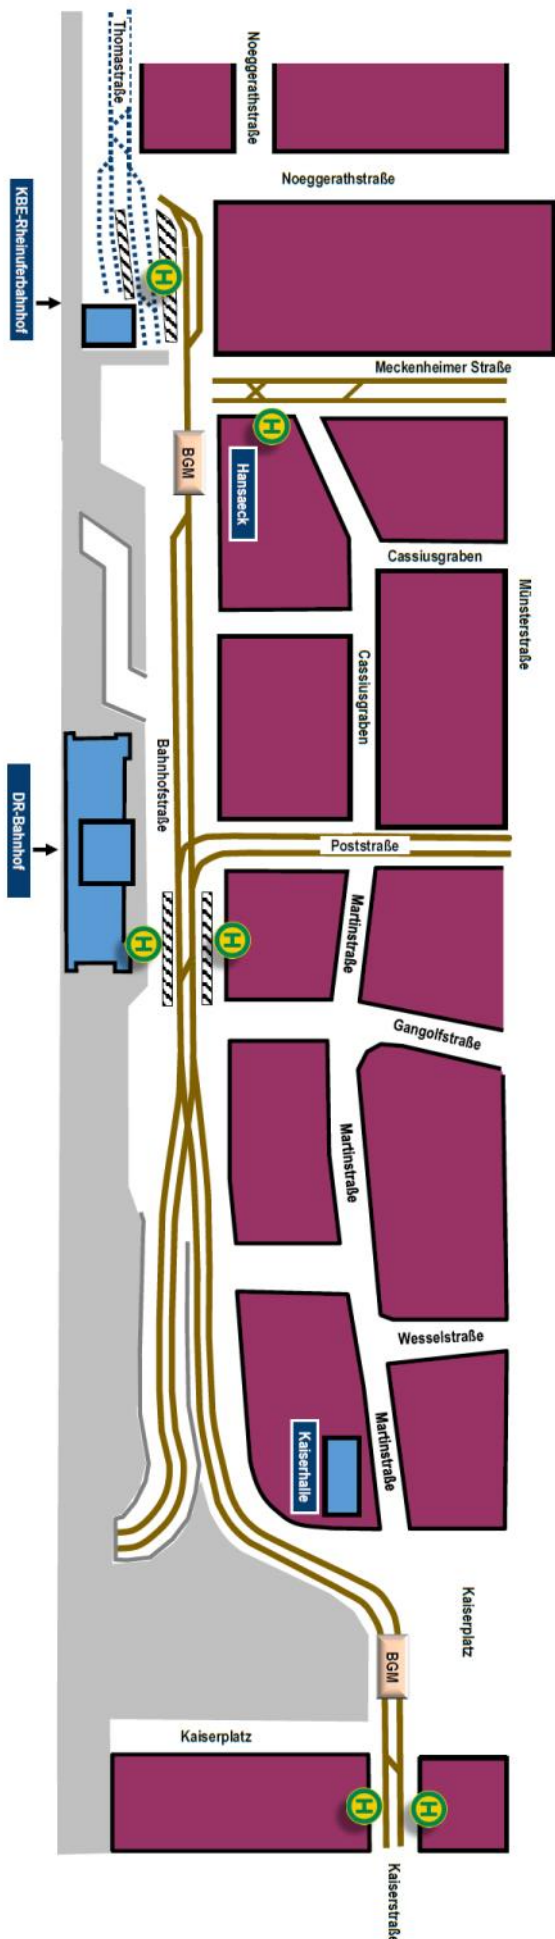 Thomastraße
Noeggerathstraße
Noeggerathstraße
KBE-Rheinuferbahnhof
H
Meckenheimer Straße
H
BGM
Hansaeck
Cassiusgraben
Münsterstraße
Cassiusgraben
Bahnhofstraße
DR-Bahnhof
Poststraße
Martinstraße
H
H
Gangolfstraße
Martinstraße
Wesselstraße
Martinstraße
Kaiserhalle
Kaiserplatz
BGM
Kaiserplatz
H
H
Kaiserstraße